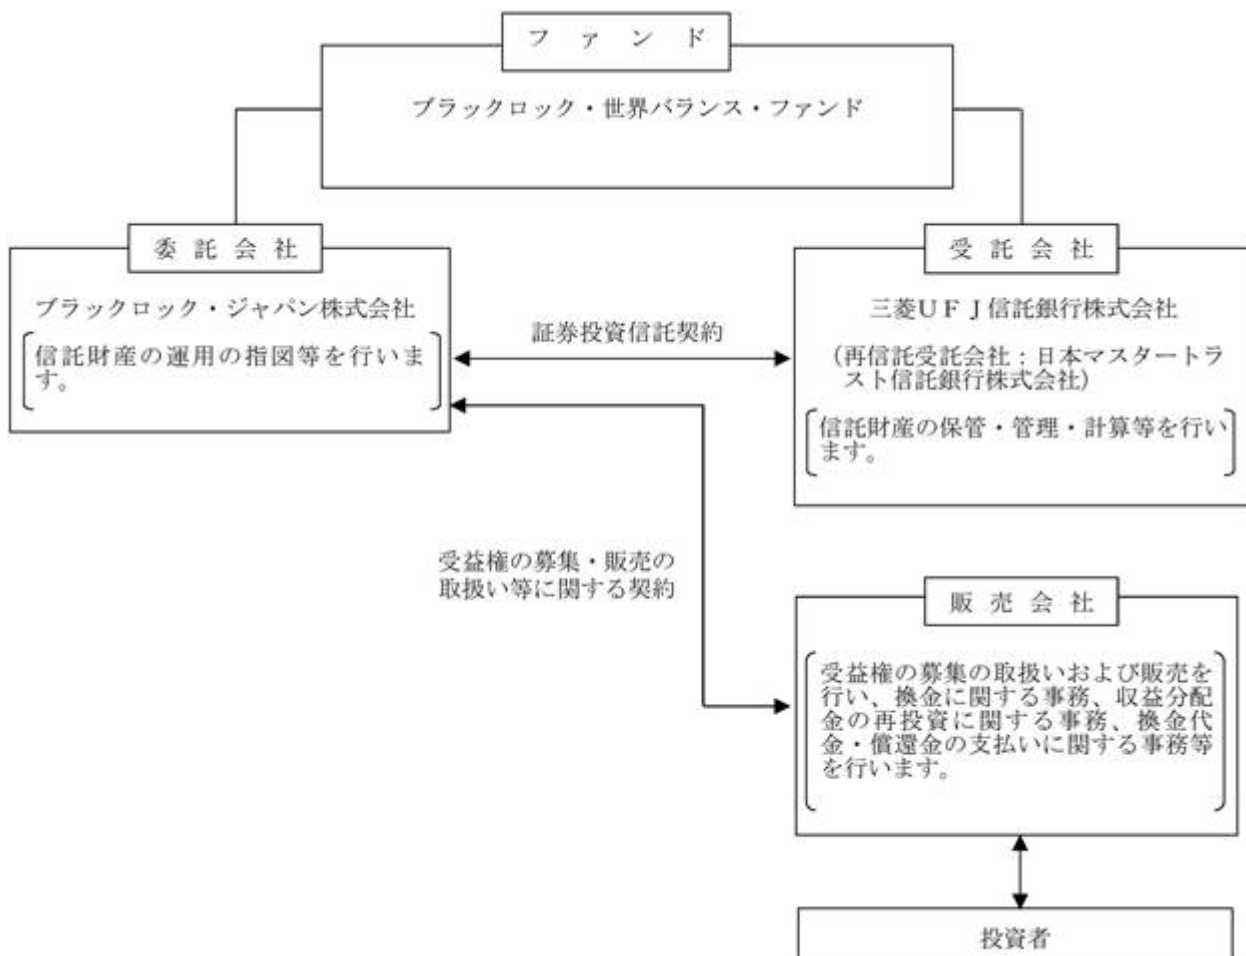 ファンド
ブラックロック・世界バランス・ファンド
委託会社
ブラックロック・ジャパン株式会社
信託財産の運用の指図等を行いま
す。
証券投資信託契約
受託会社
三菱ＵＦＪ信託銀行株式会社
（再信託受託会社：日本マスタートラ
スト信託銀行株式会社）
信託財産の保管・管理・計算等を行い
ます。
受益権の募集・販売の
取扱い等に関する契約
販売会社
受益権の募集の取扱いおよび販売を
行い、換金に関する事務、収益分配
金の再投資に関する事務、換金代
金・償還金の支払いに関する事務等
を行います。
投資者